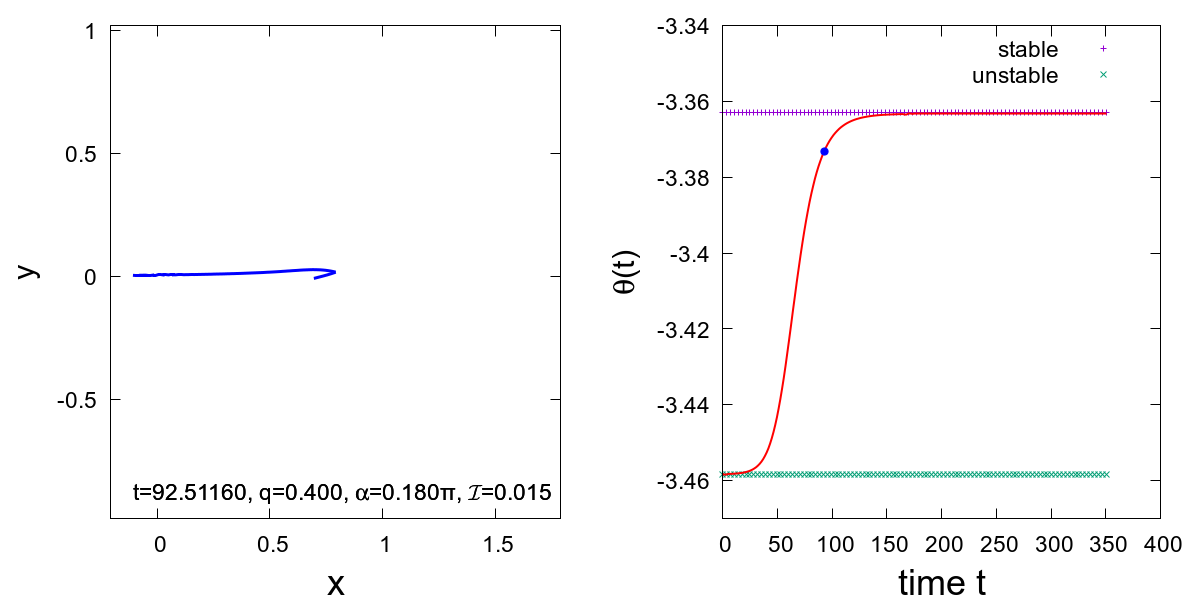 1
0.5
0
-0.5
y
t=92.51160, q=0.400, α=0.180π, ℐ=0.015
0 0.5 1 1.5
x
-3.34
-3.36
-3.38
-3.4
-3.42
-3.44
-3.46
θ(t)
stable
unstable
0 50 100 150 200 250 300 350 400
time t